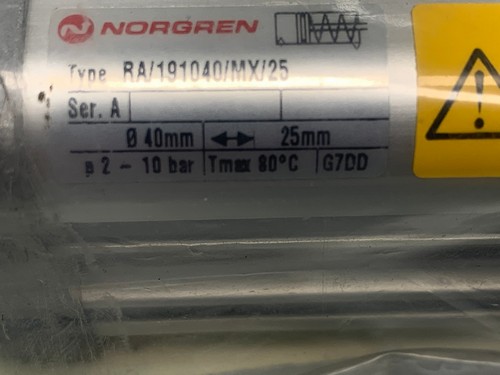 NORGREN
Type RA/191040/MX/25
Ser. A
Ø 40mm 25mm
p 2 - 10 bar Tmax 80°C G7DD